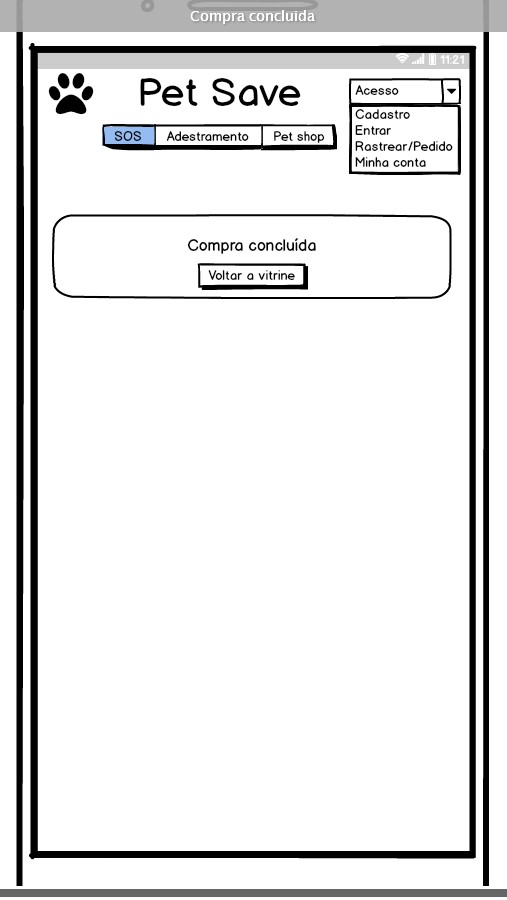 Compra concluída
11:21
Pet Save
Acesso
Cadastro
Entrar
Rastrear/Pedido
Minha conta
SOS Adestramento Pet shop
Compra concluída
Voltar a vitrine